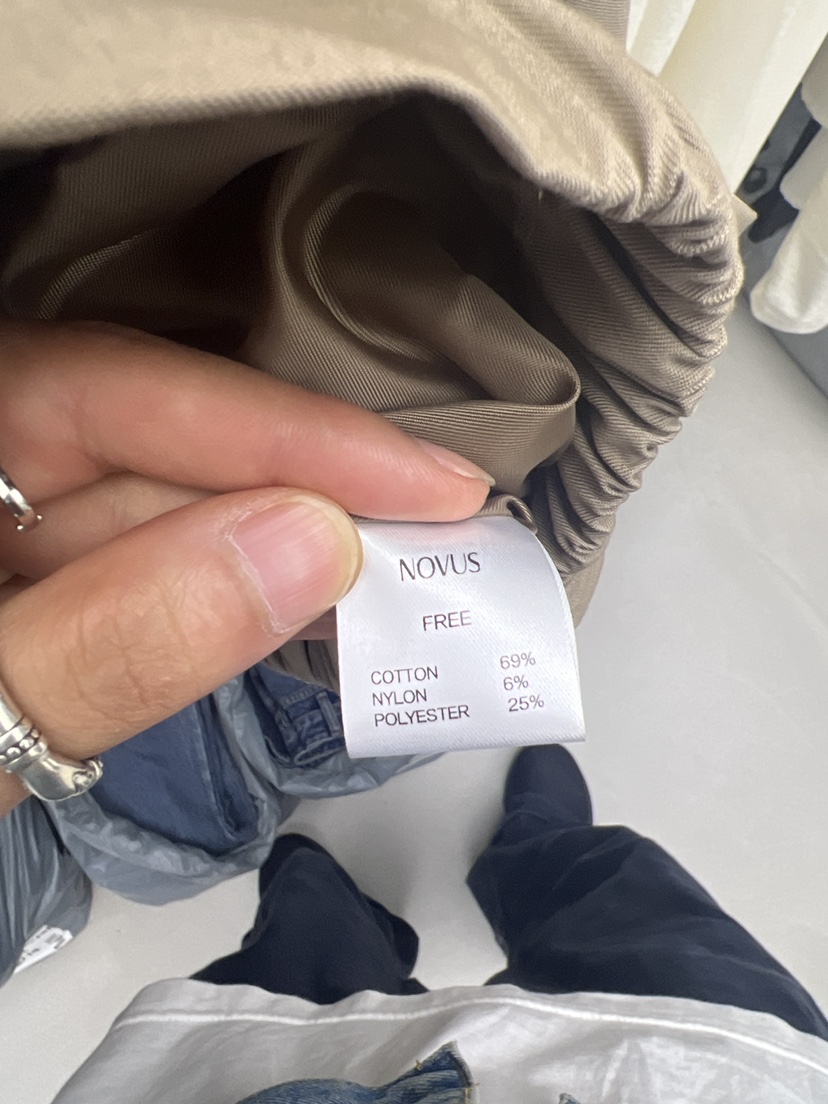 NOVUS
FREE
COTTON 69%
NYLON 6%
POLYESTER 25%